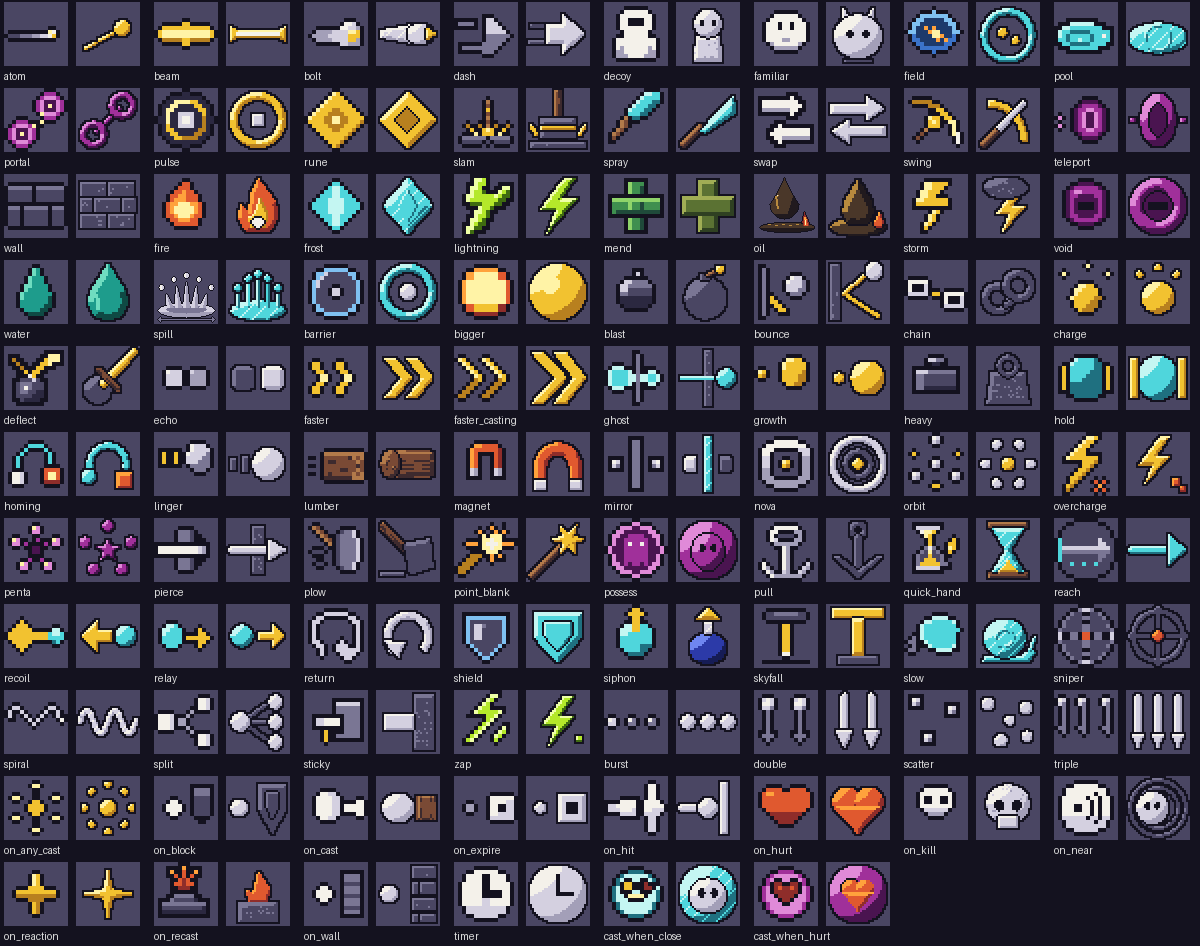 atom beam bolt dash decoy familiar field pool
portal pulse rune slam spray swap swing teleport
wall fire frost lightning mend oil storm void
water spill barrier bigger blast bounce chain charge
deflect echo faster faster_casting ghost growth heavy hold
homing linger lumber magnet mirror nova orbit overcharge
penta pierce plow point_blank possess pull quick_hand reach
recoil relay return shield siphon skyfall slow sniper
spiral split sticky zap burst double scatter triple
on_any_cast on_block on_cast on_expire on_hit on_hurt on_kill on_near
on_reaction on_recast on_wall timer cast_when_close cast_when_hurt